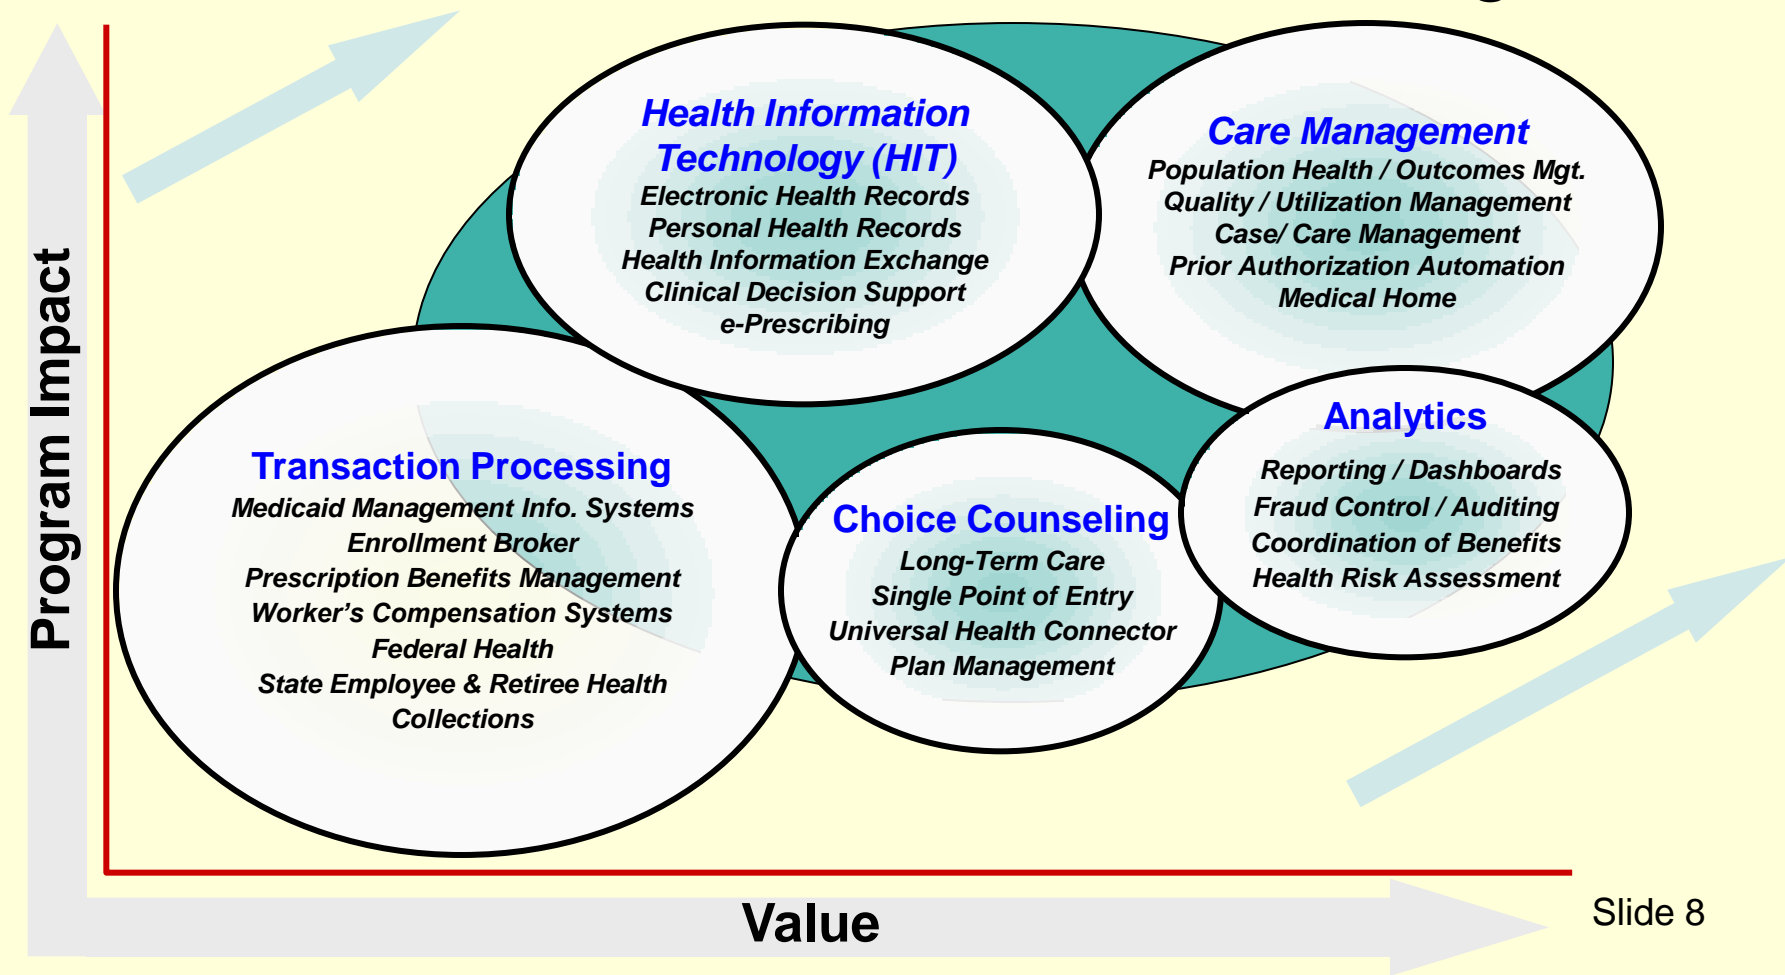 Program Impact
Health Information
Technology (HIT)
Electronic Health Records
Personal Health Records
Health Information Exchange
Clinical Decision Support
e-Prescribing
Care Management
Population Health / Outcomes Mgt.
Quality / Utilization Management
Case/ Care Management
Prior Authorization Automation
Medical Home
Transaction Processing
Medicaid Management Info. Systems
Enrollment Broker
Prescription Benefits Management
Worker’s Compensation Systems
Federal Health
State Employee & Retiree Health
Collections
Choice Counseling
Long-Term Care
Single Point of Entry
Universal Health Connector
Plan Management
Analytics
Reporting / Dashboards
Fraud Control / Auditing
Coordination of Benefits
Health Risk Assessment
Value
Slide 8